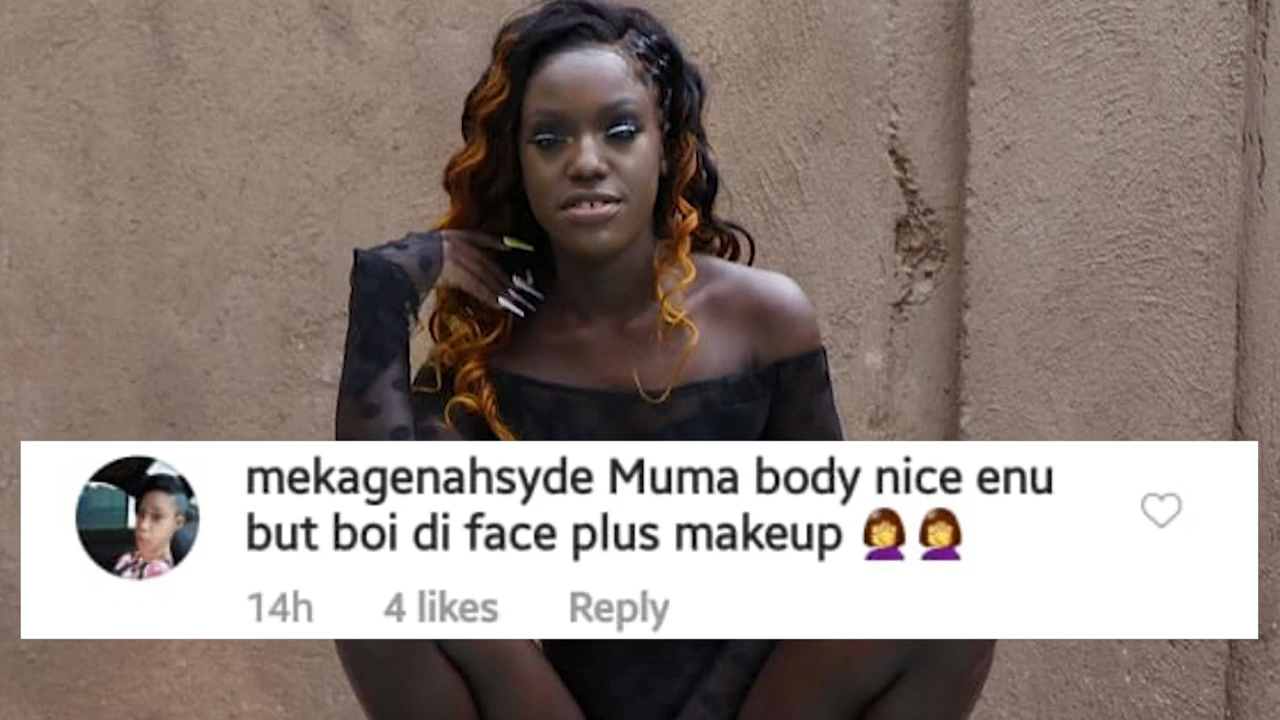 mekagenahsyde Muma body nice enu
but boi di face plus makeup 🤦‍♀️🤦‍♀️
14h 4 likes Reply